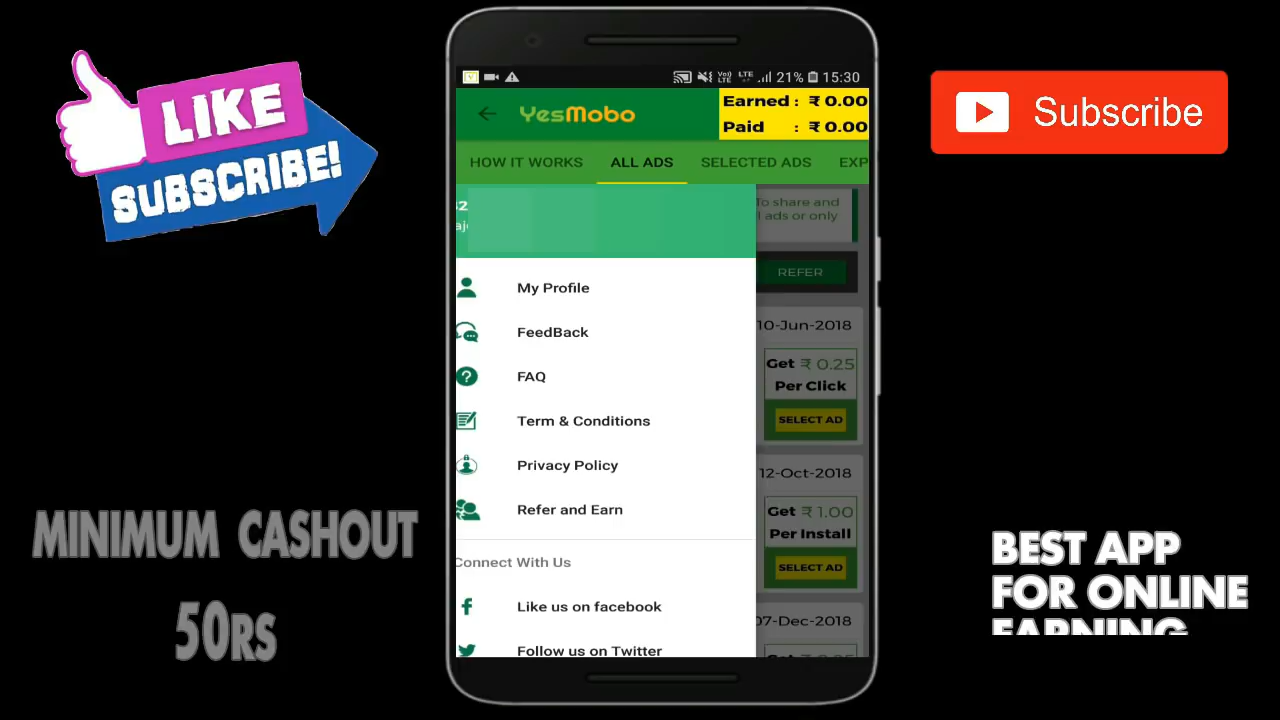 LIKE
SUBSCRIBE!
21% 15:30
YesMobo
Earned : ₹ 0.00
Paid : ₹ 0.00
HOW IT WORKS ALL ADS SELECTED ADS EXP
To share and
ads or only
REFER
My Profile
FeedBack
FAQ
Term & Conditions
Privacy Policy
Refer and Earn
Connect With Us
Like us on facebook
Follow us on Twitter
10-Jun-2018
Get ₹ 0.25
Per Click
SELECT AD
12-Oct-2018
Get ₹ 1.00
Per Install
SELECT AD
07-Dec-2018
Subscribe
MINIMUM CASHOUT
50RS
BEST APP
FOR ONLINE
EARNING